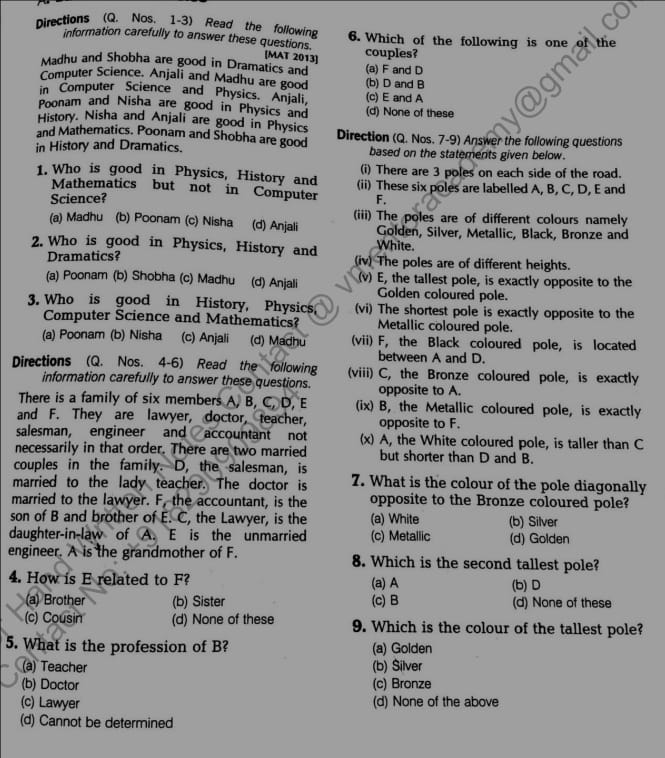 Directions (Q. Nos. 1-3) Read the following
information carefully to answer these questions.
[MAT 2013]
Madhu and Shobha are good in Dramatics and
Computer Science. Anjali and Madhu are good
in Computer Science and Physics. Anjali,
Poonam and Nisha are good in Physics and
History. Nisha and Anjali are good in Physics
and Mathematics. Poonam and Shobha are good
in History and Dramatics.
1. Who is good in Physics, History and
Mathematics but not in Computer
Science?
(a) Madhu (b) Poonam (c) Nisha (d) Anjali
2. Who is good in Physics, History and
Dramatics?
(a) Poonam (b) Shobha (c) Madhu (d) Anjali
3. Who is good in History, Physics,
Computer Science and Mathematics?
(a) Poonam (b) Nisha (c) Anjali (d) Madhu
Directions (Q. Nos. 4-6) Read the following
information carefully to answer these questions.
There is a family of six members A, B, C, D, E
and F. They are lawyer, doctor, teacher,
salesman, engineer and accountant not
necessarily in that order. There are two married
couples in the family. D, the salesman, is
married to the lady teacher. The doctor is
married to the lawyer. F, the accountant, is the
son of B and brother of E. C, the Lawyer, is the
daughter-in-law of A. E is the unmarried
engineer. A is the grandmother of F.
4. How is E related to F?
(a) Brother (b) Sister
(c) Cousin (d) None of these
5. What is the profession of B?
(a) Teacher
(b) Doctor
(c) Lawyer
(d) Cannot be determined
6. Which of the following is one of the
couples?
(a) F and D
(b) D and B
(c) E and A
(d) None of these
Direction (Q. Nos. 7-9) Answer the following questions
based on the statements given below.
(i) There are 3 poles on each side of the road.
(ii) These six poles are labelled A, B, C, D, E and
F.
(iii) The poles are of different colours namely
Golden, Silver, Metallic, Black, Bronze and
White.
(iv) The poles are of different heights.
(v) E, the tallest pole, is exactly opposite to the
Golden coloured pole.
(vi) The shortest pole is exactly opposite to the
Metallic coloured pole.
(vii) F, the Black coloured pole, is located
between A and D.
(viii) C, the Bronze coloured pole, is exactly
opposite to A.
(ix) B, the Metallic coloured pole, is exactly
opposite to F.
(x) A, the White coloured pole, is taller than C
but shorter than D and B.
7. What is the colour of the pole diagonally
opposite to the Bronze coloured pole?
(a) White (b) Silver
(c) Metallic (d) Golden
8. Which is the second tallest pole?
(a) A (b) D
(c) B (d) None of these
9. Which is the colour of the tallest pole?
(a) Golden
(b) Silver
(c) Bronze
(d) None of the above